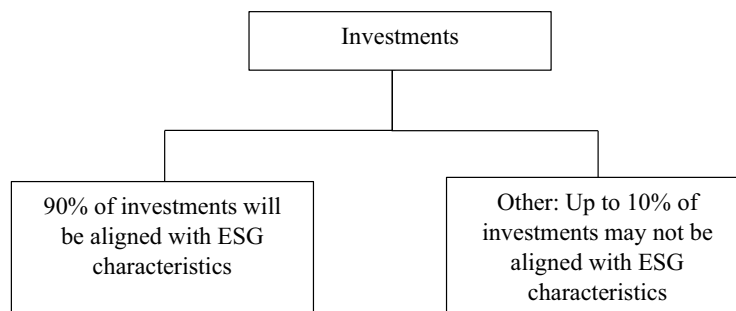 Investments
90% of investments will
be aligned with ESG
characteristics
Other: Up to 10% of
investments may not be
aligned with ESG
characteristics